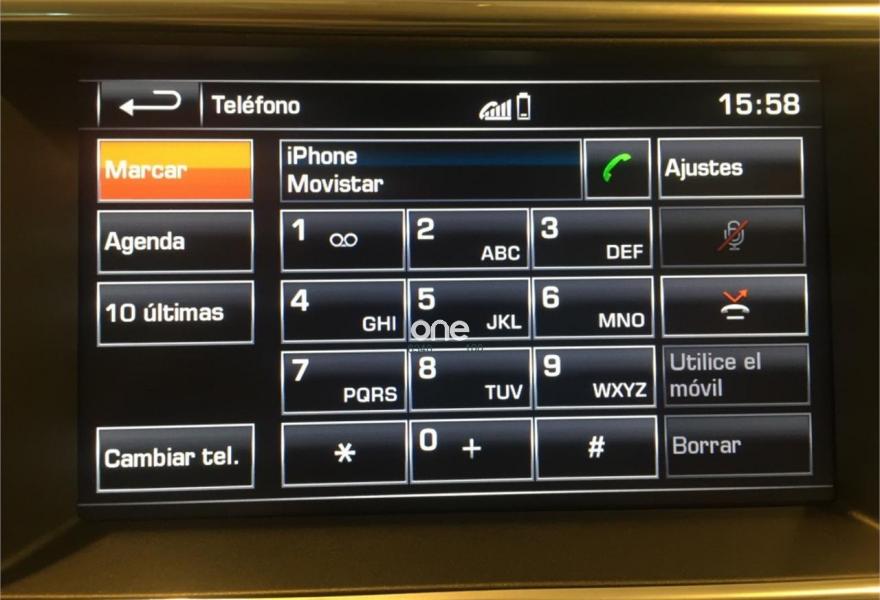 Teléfono
15:58
Marcar
iPhone
Movistar
Ajustes
Agenda
1
2 ABC
3 DEF
10 últimas
4 GHI
5 JKL
6 MNO
one
7 PQRS
8 TUV
9 WXYZ
Utilice el
móvil
Cambiar tel.
*
0 +
#
Borrar